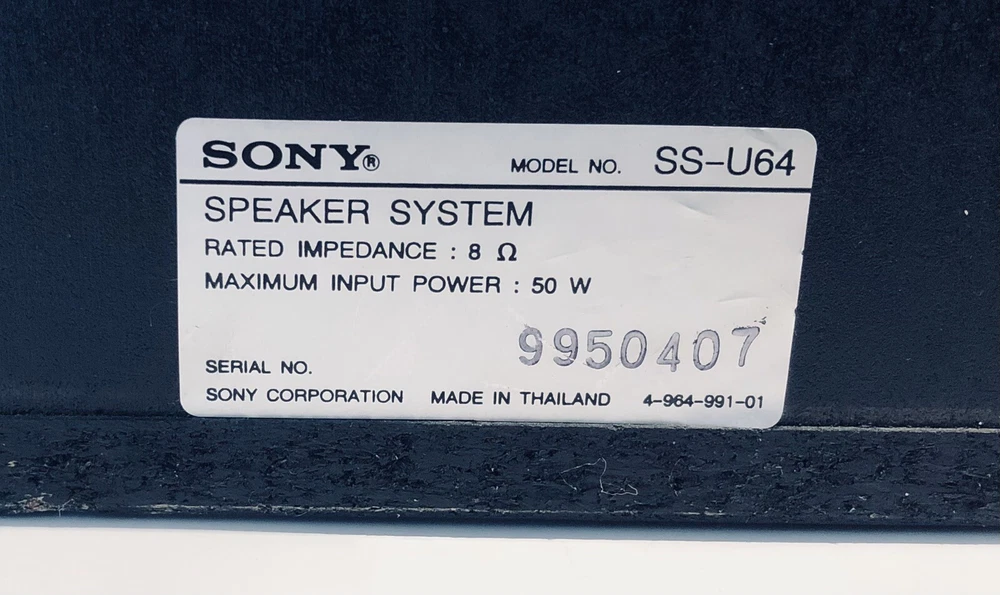 SONY® MODEL NO. SS-U64
SPEAKER SYSTEM
RATED IMPEDANCE : 8 Ω
MAXIMUM INPUT POWER : 50 W
SERIAL NO. 9950407
SONY CORPORATION MADE IN THAILAND 4-964-991-01